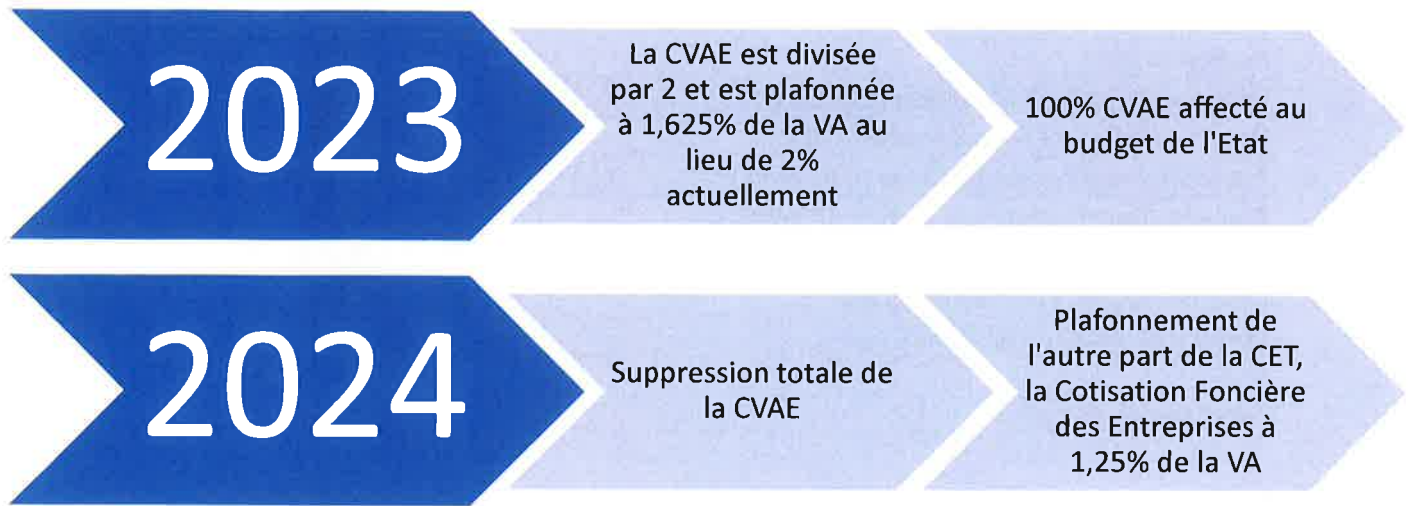 2023
La CVAE est divisée
par 2 et est plafonnée
à 1,625% de la VA au
lieu de 2%
actuellement
100% CVAE affecté au
budget de l'Etat
2024
Suppression totale de
la CVAE
Plafonnement de
l'autre part de la CET,
la Cotisation Foncière
des Entreprises à
1,25% de la VA